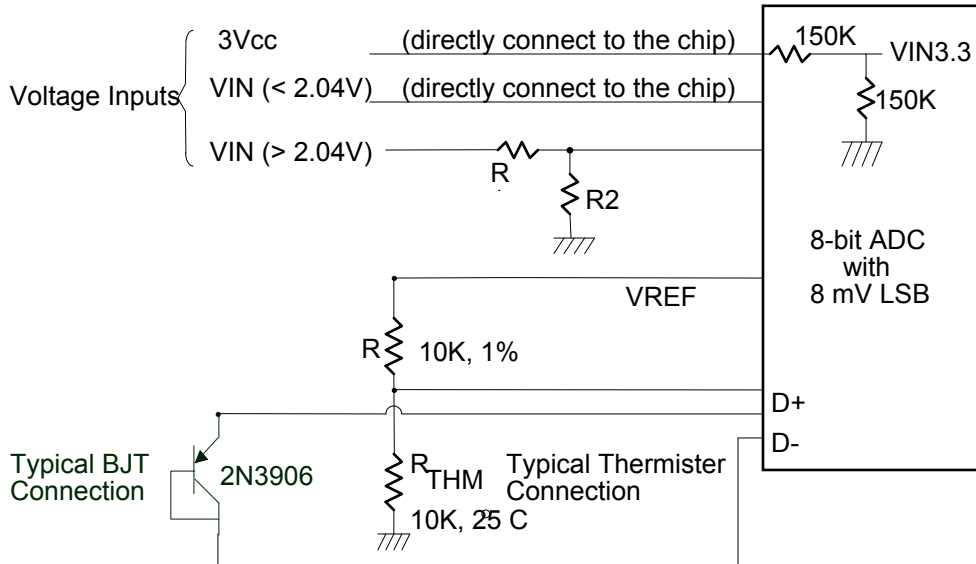 3Vcc (directly connect to the chip) 150K VIN3.3
Voltage Inputs VIN (< 2.04V) (directly connect to the chip) 150K
VIN (> 2.04V)
R
R2
8-bit ADC
with
8 mV LSB
VREF
R 10K, 1%
D+
D-
Typical BJT
Connection
2N3906
R
THM
10K, 25 C
Typical Thermister
Connection